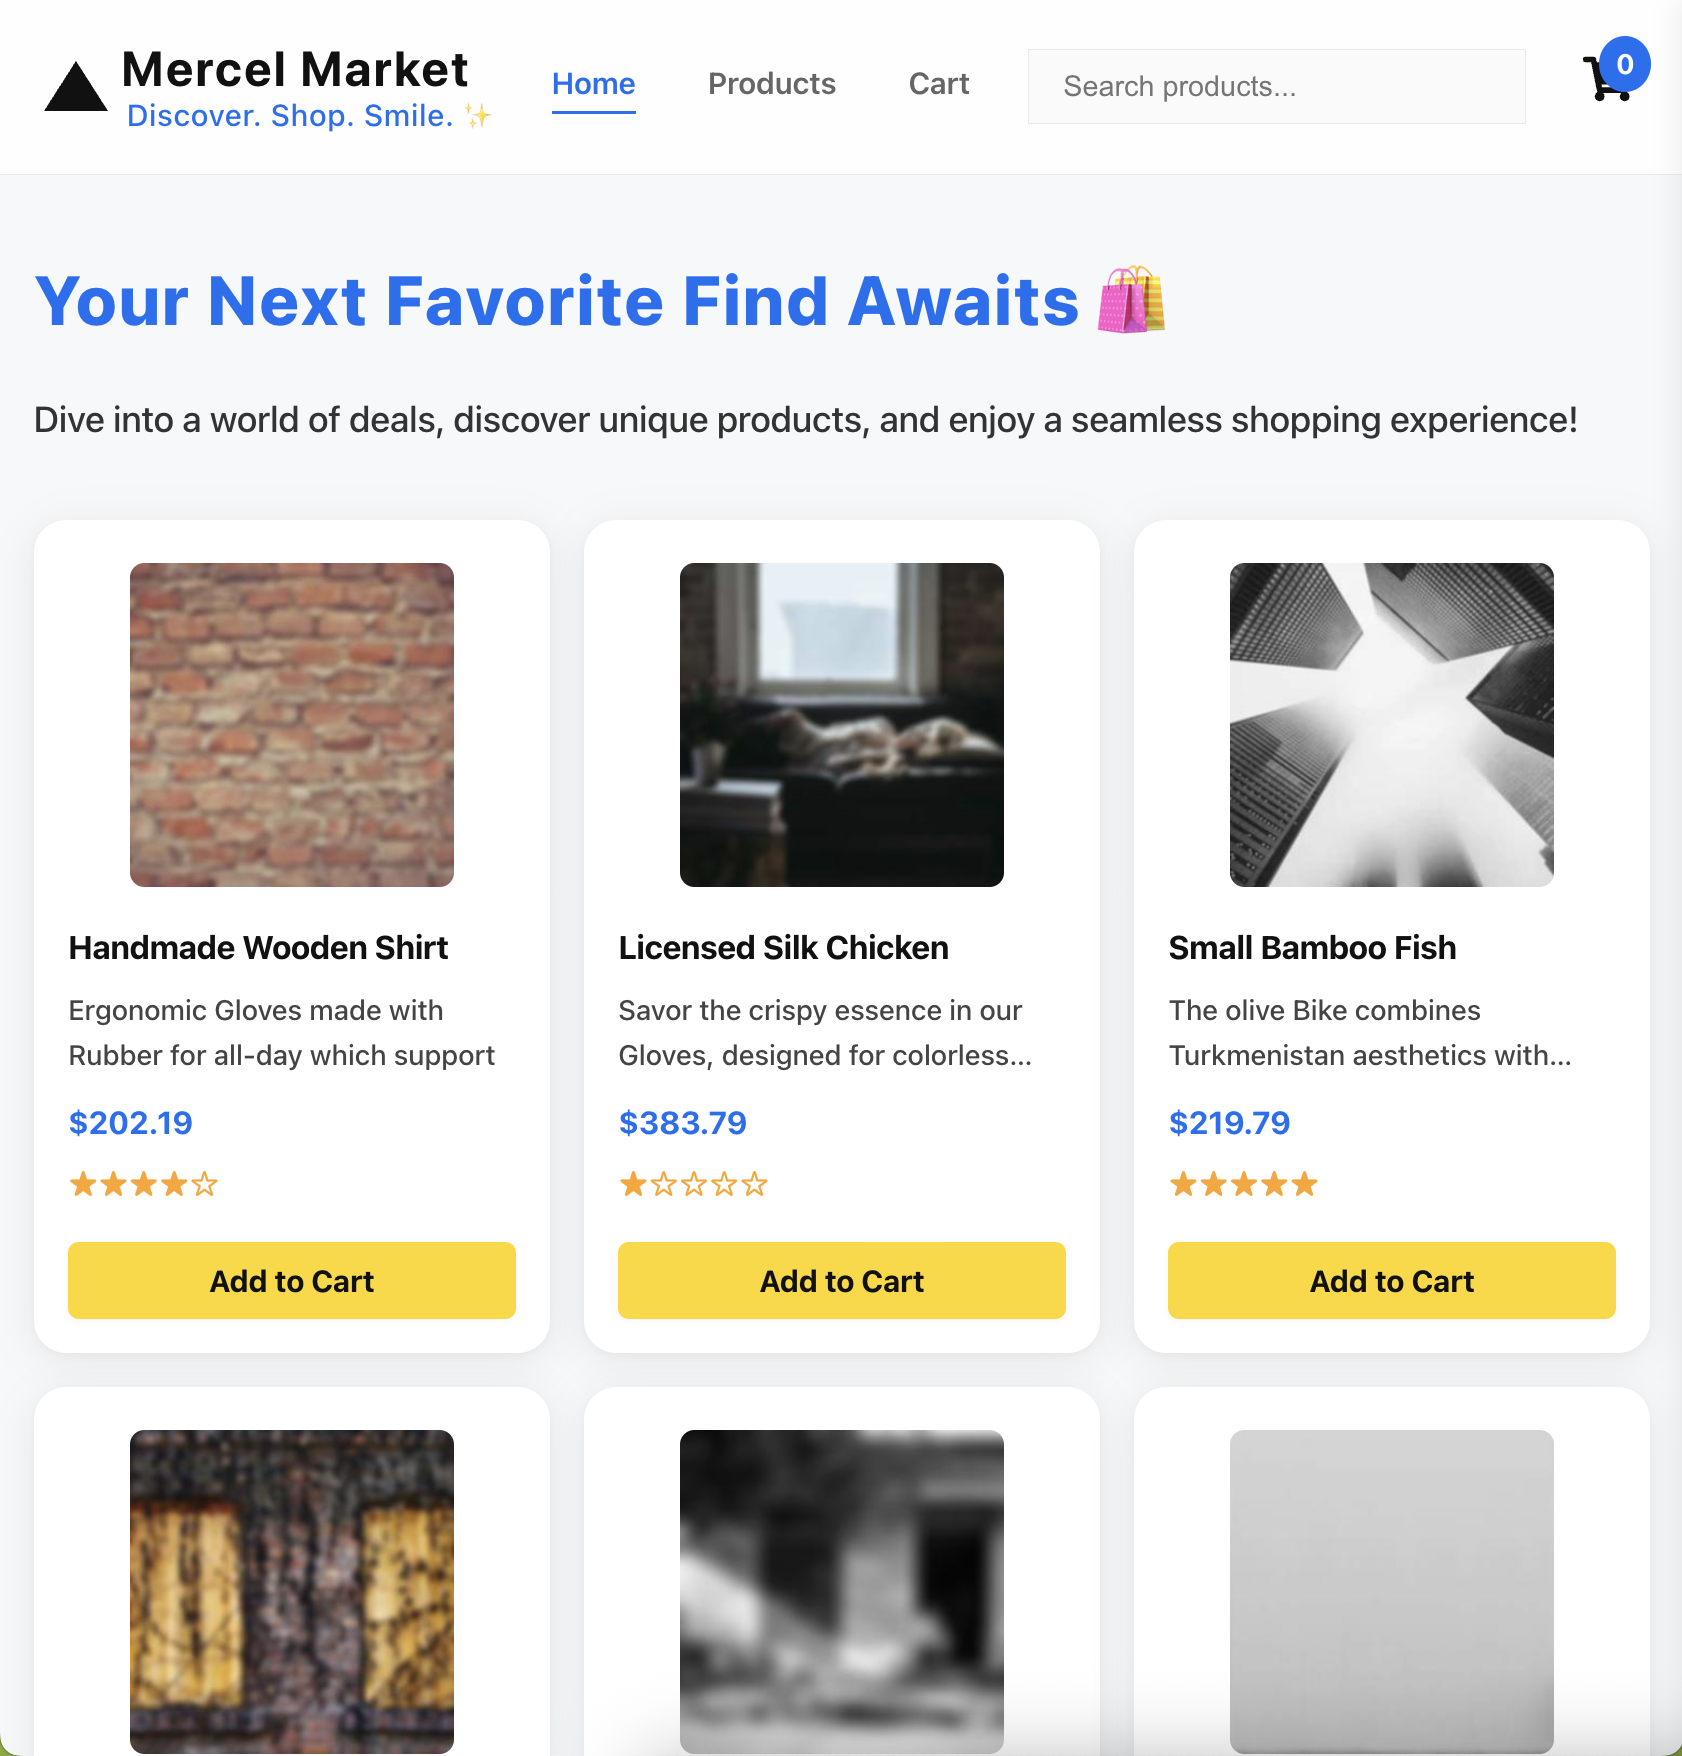 Mercel Market
Discover. Shop. Smile. ✨
Home
Products
Cart
Search products...
0
Your Next Favorite Find Awaits 🛍️
Dive into a world of deals, discover unique products, and enjoy a seamless shopping experience!
Handmade Wooden Shirt
Ergonomic Gloves made with
Rubber for all-day which support
$202.19
★★★★☆
Add to Cart
Licensed Silk Chicken
Savor the crispy essence in our
Gloves, designed for colorless...
$383.79
★☆☆☆☆
Add to Cart
Small Bamboo Fish
The olive Bike combines
Turkmenistan aesthetics with...
$219.79
★★★★★
Add to Cart